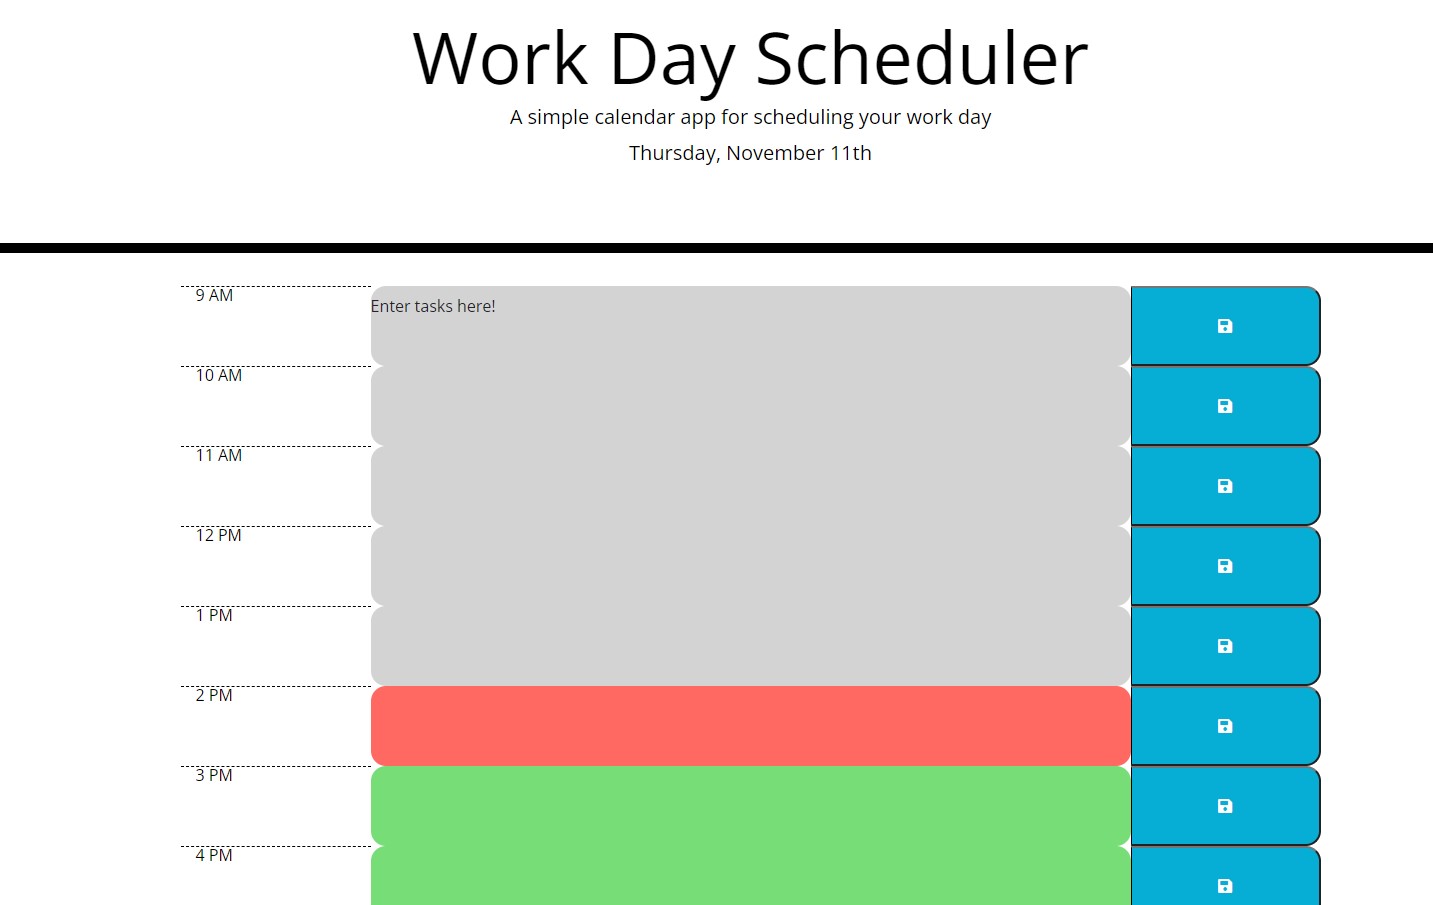 Work Day Scheduler
A simple calendar app for scheduling your work day
Thursday, November 11th
9 AM
Enter tasks here!
10 AM
11 AM
12 PM
1 PM
2 PM
3 PM
4 PM